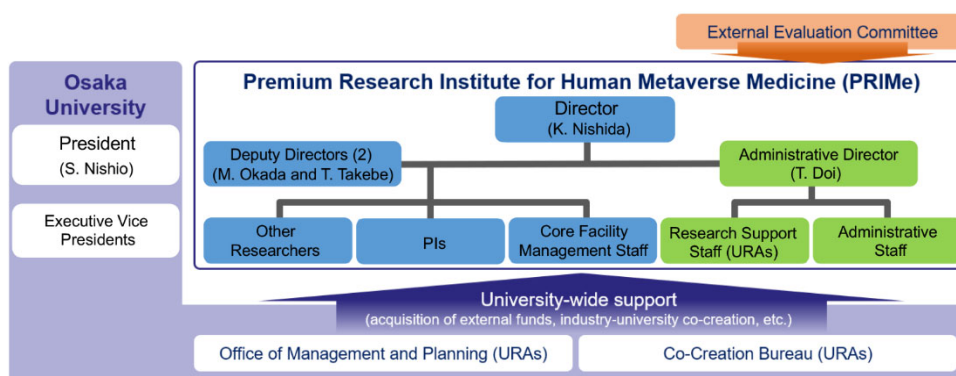 External Evaluation Committee
Osaka
University
President
(S. Nishio)
Executive Vice
Presidents
Premium Research Institute for Human Metaverse Medicine (PRIMe)
Director
(K. Nishida)
Deputy Directors (2)
(M. Okada and T. Takebe)
Administrative Director
(T. Doi)
Other
Researchers
PIs
Core Facility
Management Staff
Research Support
Staff (URAs)
Administrative
Staff
University-wide support
(acquisition of external funds, industry-university co-creation, etc.)
Office of Management and Planning (URAs)
Co-Creation Bureau (URAs)